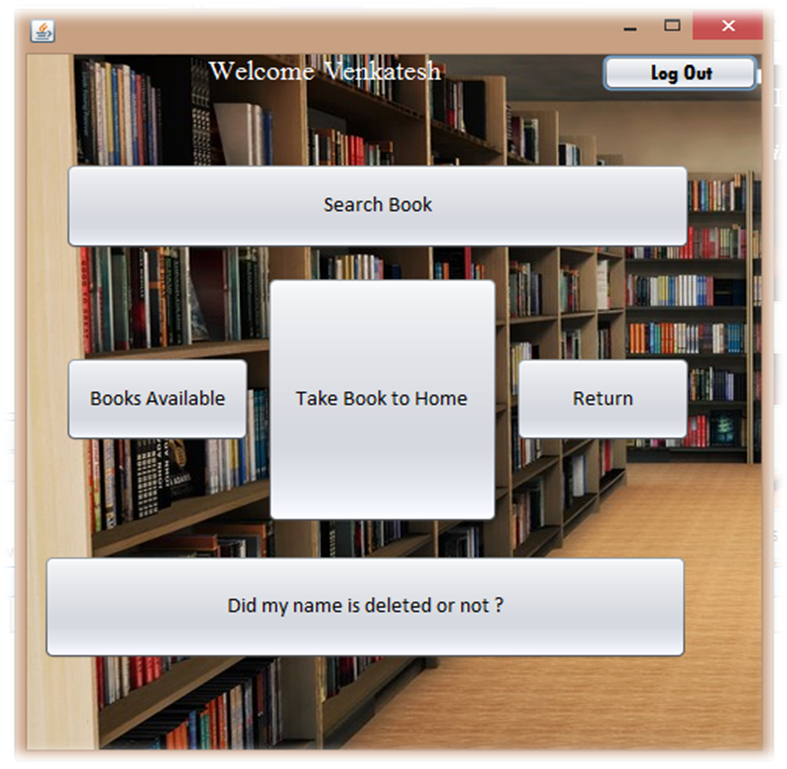 Welcome Venkatesh
Log Out
Search Book
Books Available
Take Book to Home
Return
Did my name is deleted or not ?